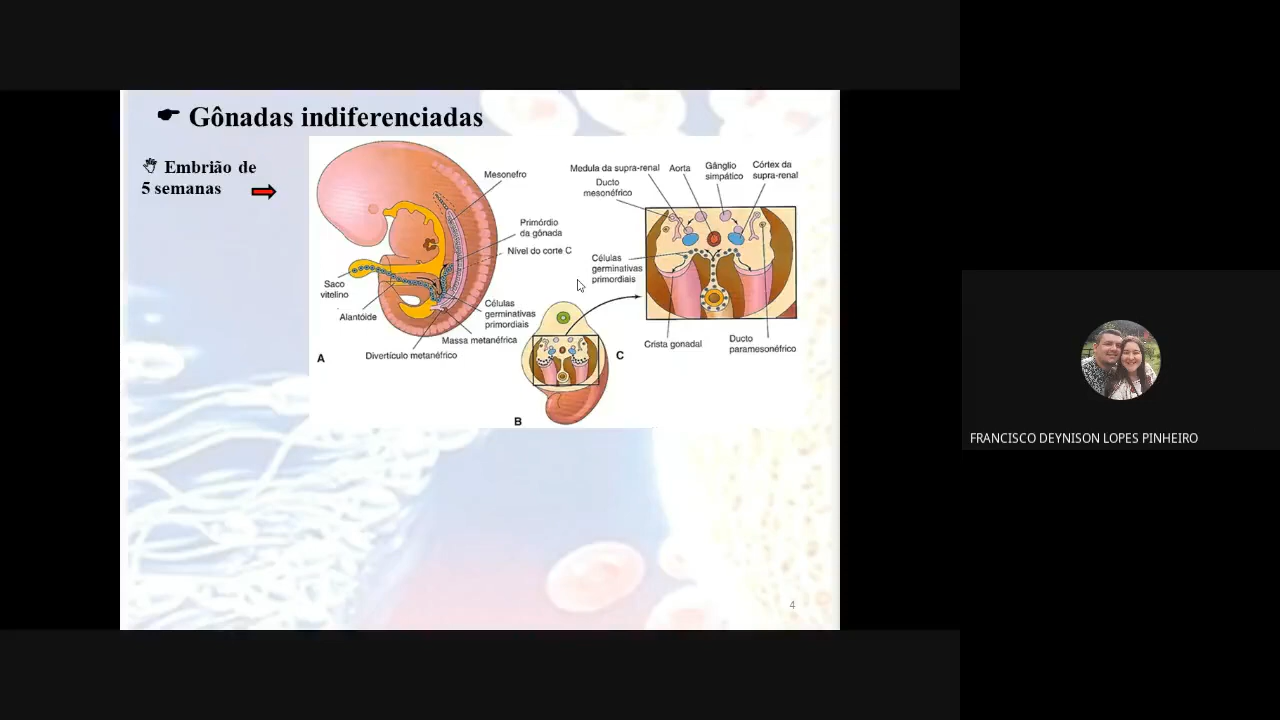 Gônadas indiferenciadas
Embrião de
5 semanas
Mesonefro
Primórdio
da gônada
Nível do corte C
Saco
vitelino
Alantóide
Células
germinativas
primordiais
Massa metanéfrica
Divertículo metanéfrico
A
B
Medula da supra-renal
Aorta
Gânglio
simpático
Córtex da
supra-renal
Ducto
mesonéfrico
Células
germinativas
primordiais
Crista gonadal
Ducto
paramesonéfrico
C
4
FRANCISCO DEYNISON LOPES PINHEIRO